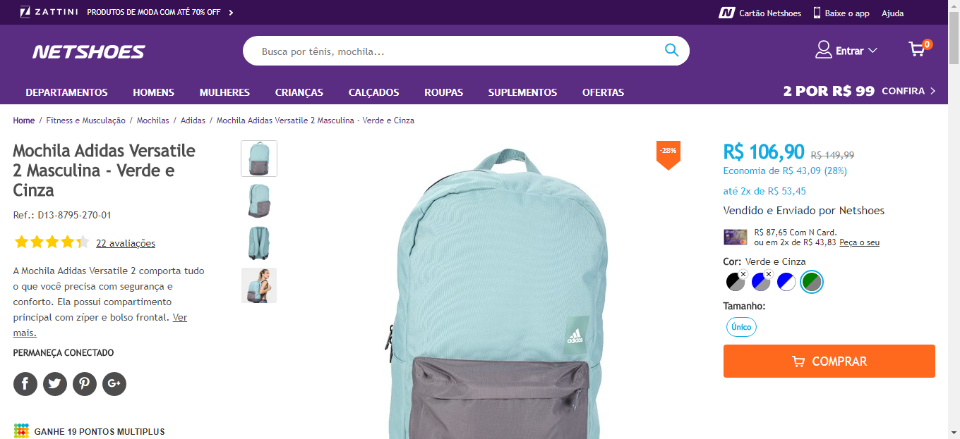 ZATTINI PRODUTOS DE MODA COM ATÉ 70% OFF
Cartão Netshoes Baixe o app Ajuda
NETSHOES
Busca por tênis, mochila...
Entrar
0
DEPARTAMENTOS HOMENS MULHERES CRIANÇAS CALÇADOS ROUPAS SUPLEMENTOS OFERTAS
2 POR R$ 99 CONFIRA
Home / Fitness e Musculação / Mochilas / Adidas / Mochila Adidas Versatile 2 Masculina - Verde e Cinza
Mochila Adidas Versatile
2 Masculina - Verde e
Cinza
Ref.: D13-8795-270-01
22 avaliações
A Mochila Adidas Versatile 2 comporta tudo
o que você precisa com segurança e
conforto. Ela possui compartimento
principal com zíper e bolso frontal. Ver
mais.
PERMANEÇA CONECTADO
GANHE 19 PONTOS MULTIPLUS
adidas
-28%
R$ 106,90 R$ 149,99
Economia de R$ 43,09 (28%)
até 2x de R$ 53,45
Vendido e Enviado por Netshoes
R$ 87,65 Com N Card.
ou em 2x de R$ 43,83 Peça o seu
Cor: Verde e Cinza
Tamanho:
Único
COMPRAR